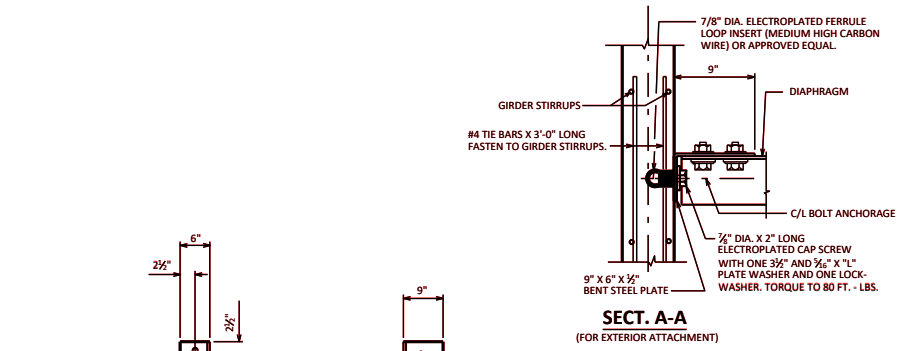 7/8" DIA. ELECTROPLATED FERRULE
LOOP INSERT (MEDIUM HIGH CARBON
WIRE) OR APPROVED EQUAL.
9"
DIAPHRAGM
GIRDER STIRRUPS
#4 TIE BARS X 3'-0" LONG
FASTEN TO GIRDER STIRRUPS.
C/L BOLT ANCHORAGE
⅞" DIA. X 2" LONG
ELECTROPLATED CAP SCREW
WITH ONE 3½" AND 5⁄16" X "L"
PLATE WASHER AND ONE LOCK-
WASHER. TORQUE TO 80 FT. - LBS.
9" X 6" X ½"
BENT STEEL PLATE
SECT. A-A
(FOR EXTERIOR ATTACHMENT)
6"
2½"
2½"
9"